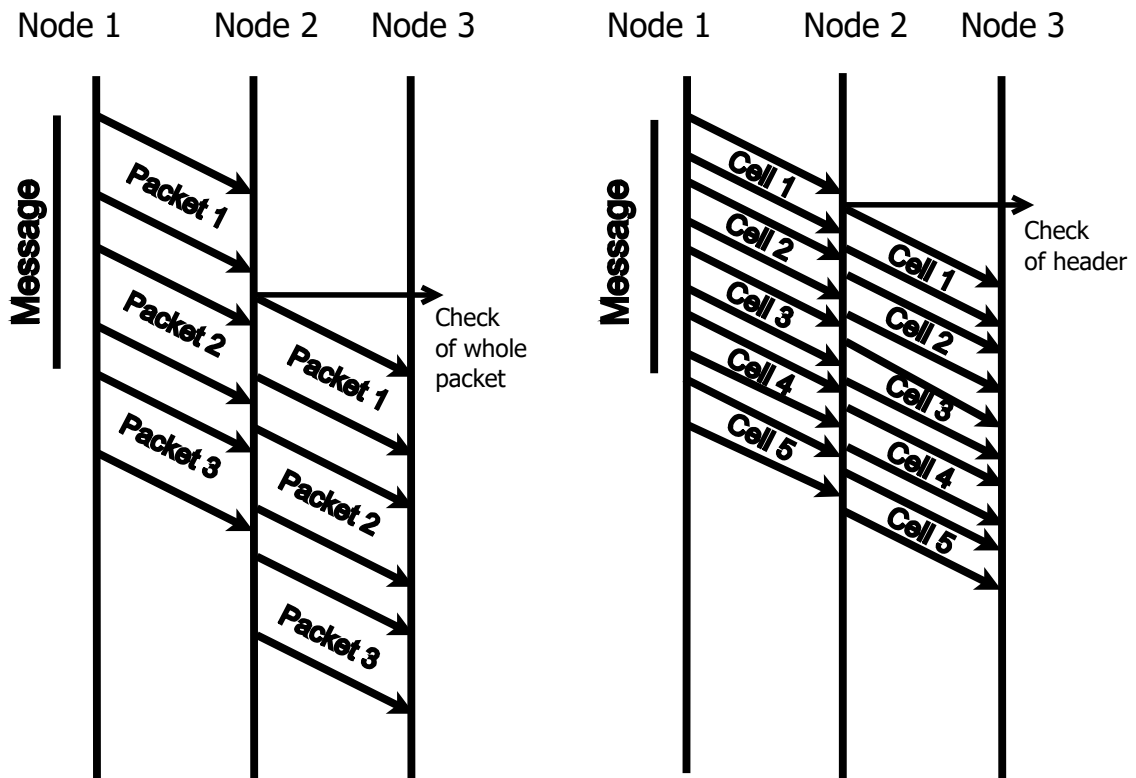 Node 1 Node 2 Node 3
Message
Packet 1
Packet 2
Packet 3
Check
of whole
packet
Packet 1
Packet 2
Packet 3
Node 1 Node 2 Node 3
Message
Cell 1
Cell 2
Cell 3
Cell 4
Cell 5
Check
of header
Cell 1
Cell 2
Cell 3
Cell 4
Cell 5